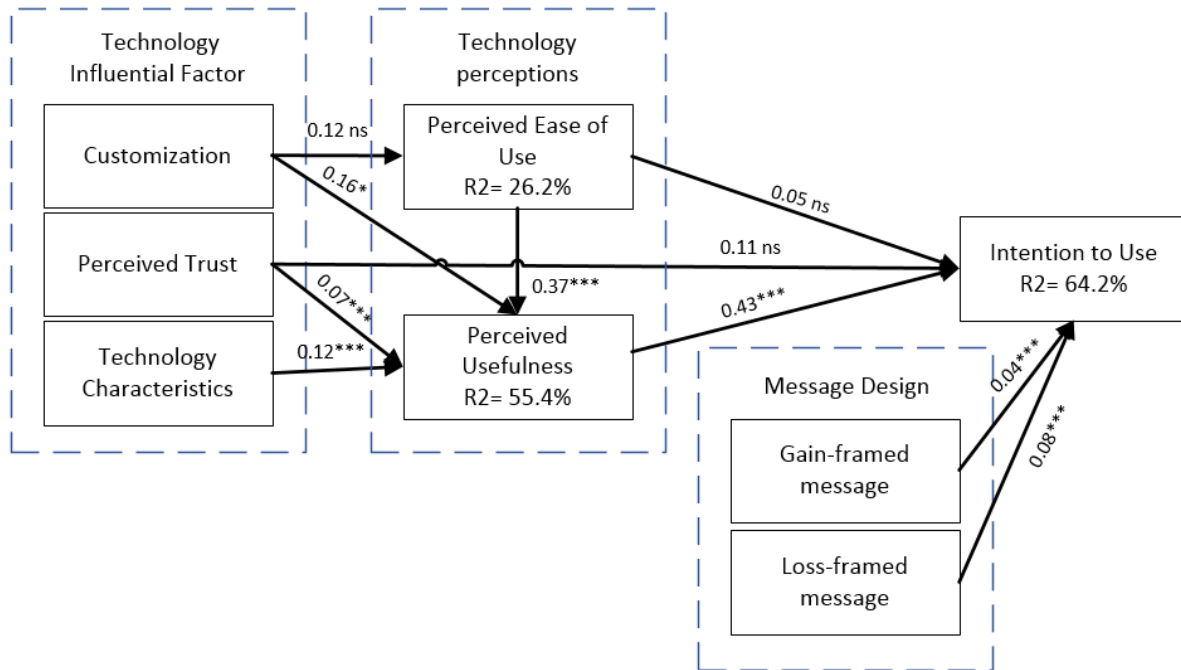 Technology
Influential Factor
Customization
Perceived Trust
Technology
Characteristics
0.12 ns
0.16*
0.07***
0.12***
Technology
perceptions
Perceived Ease of
Use
R2= 26.2%
0.37***
Perceived
Usefulness
R2= 55.4%
0.05 ns
0.11 ns
0.43***
Intention to Use
R2= 64.2%
0.04***
0.08***
Message Design
Gain-framed
message
Loss-framed
message